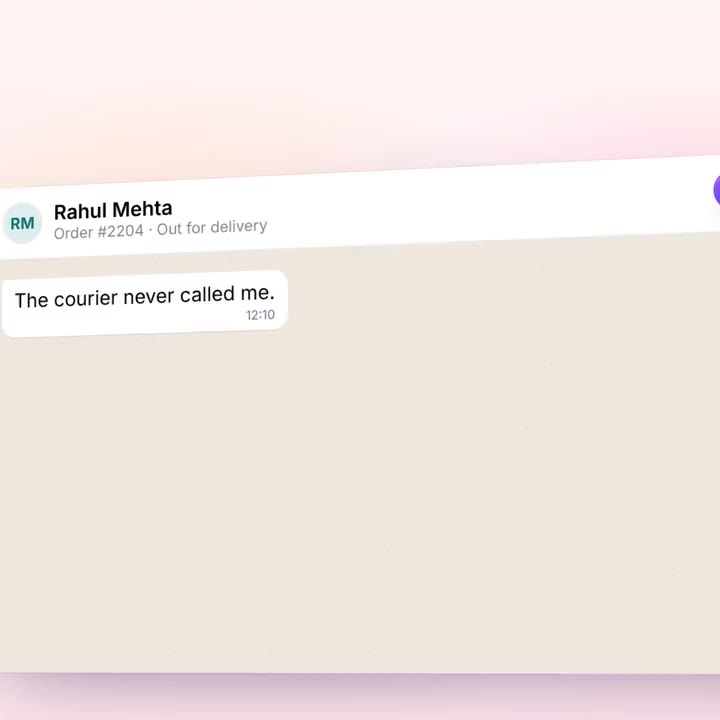 RM
Rahul Mehta
Order #2204 · Out for delivery
The courier never called me.
12:10